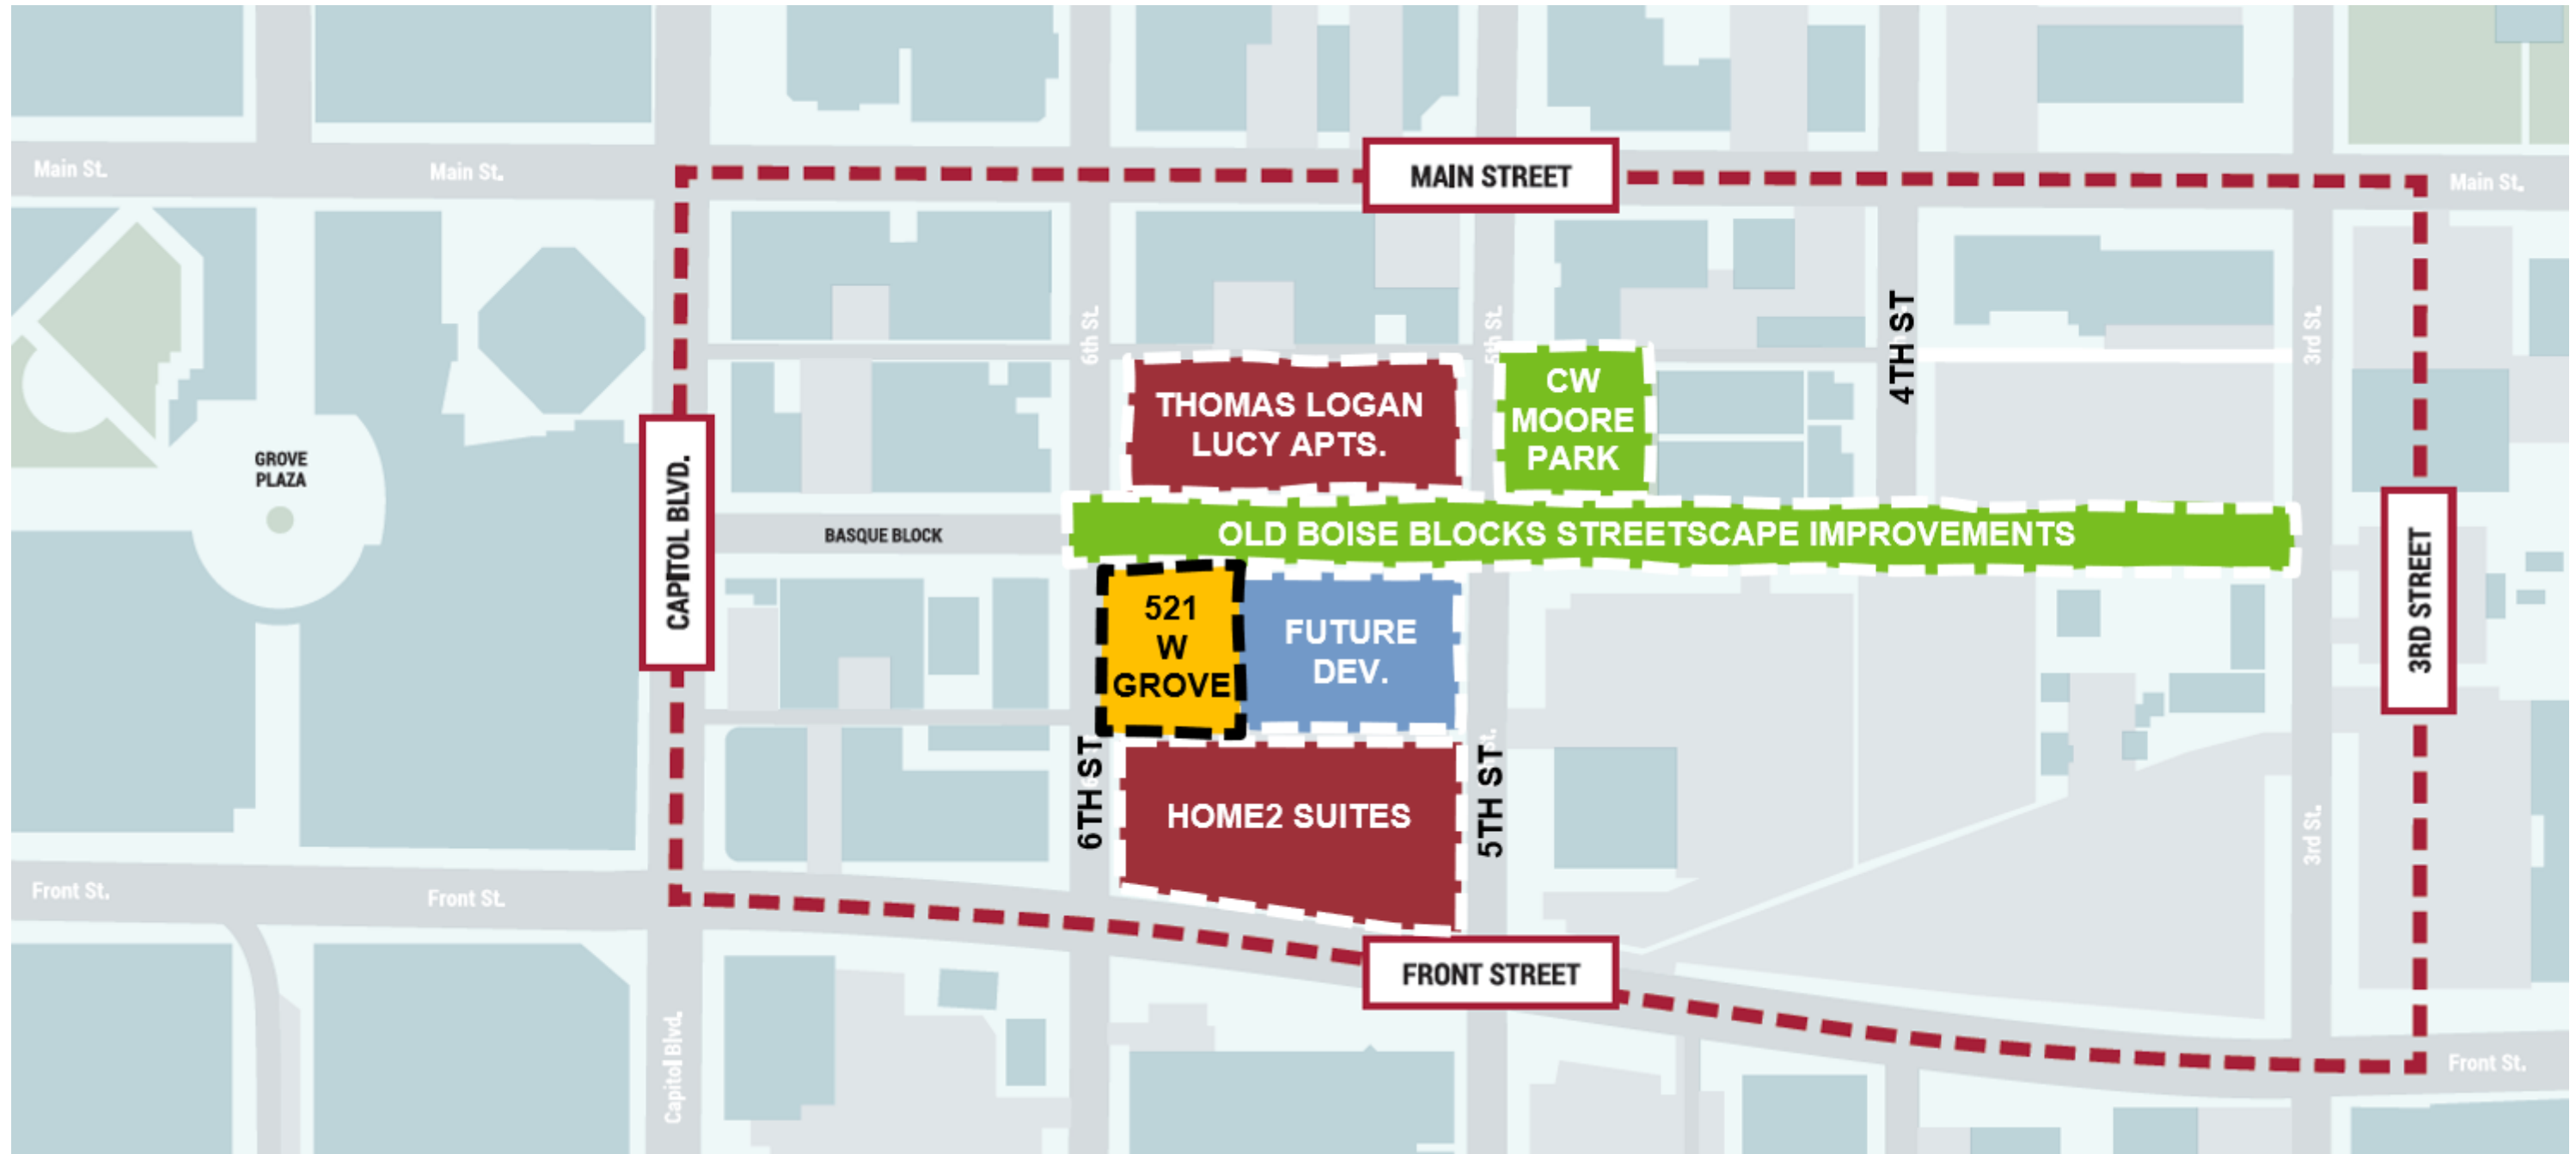 Main St.
Main St.
MAIN STREET
Main St.
6th St.
5th St.
4TH ST
3rd St.
THOMAS LOGAN
LUCY APTS.
CW
MOORE
PARK
GROVE
PLAZA
CAPITOL BLVD.
BASQUE BLOCK
OLD BOISE BLOCKS STREETSCAPE IMPROVEMENTS
3RD STREET
521
W
GROVE
FUTURE
DEV.
6TH ST
5TH ST
HOME2 SUITES
3rd St.
Front St.
Front St.
FRONT STREET
Capitol Blvd.
Front St.